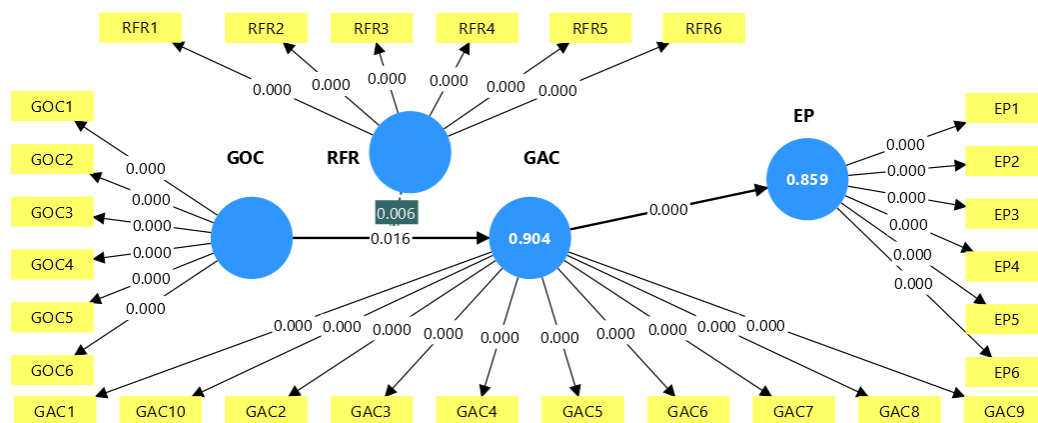 RFR1 RFR2 RFR3 RFR4 RFR5 RFR6
0.000 0.000 0.000 0.000 0.000 0.000
GOC1
GOC2
GOC3
GOC4
GOC5
GOC6
0.000
0.000
0.000
0.000
0.000
0.000
GOC
RFR
GAC
EP
0.006
0.016
0.904
0.000
0.859
0.000
0.000
0.000
0.000
0.000
0.000
EP1
EP2
EP3
EP4
EP5
EP6
0.000 0.000 0.000 0.000 0.000 0.000 0.000 0.000 0.000 0.000
GAC1 GAC10 GAC2 GAC3 GAC4 GAC5 GAC6 GAC7 GAC8 GAC9